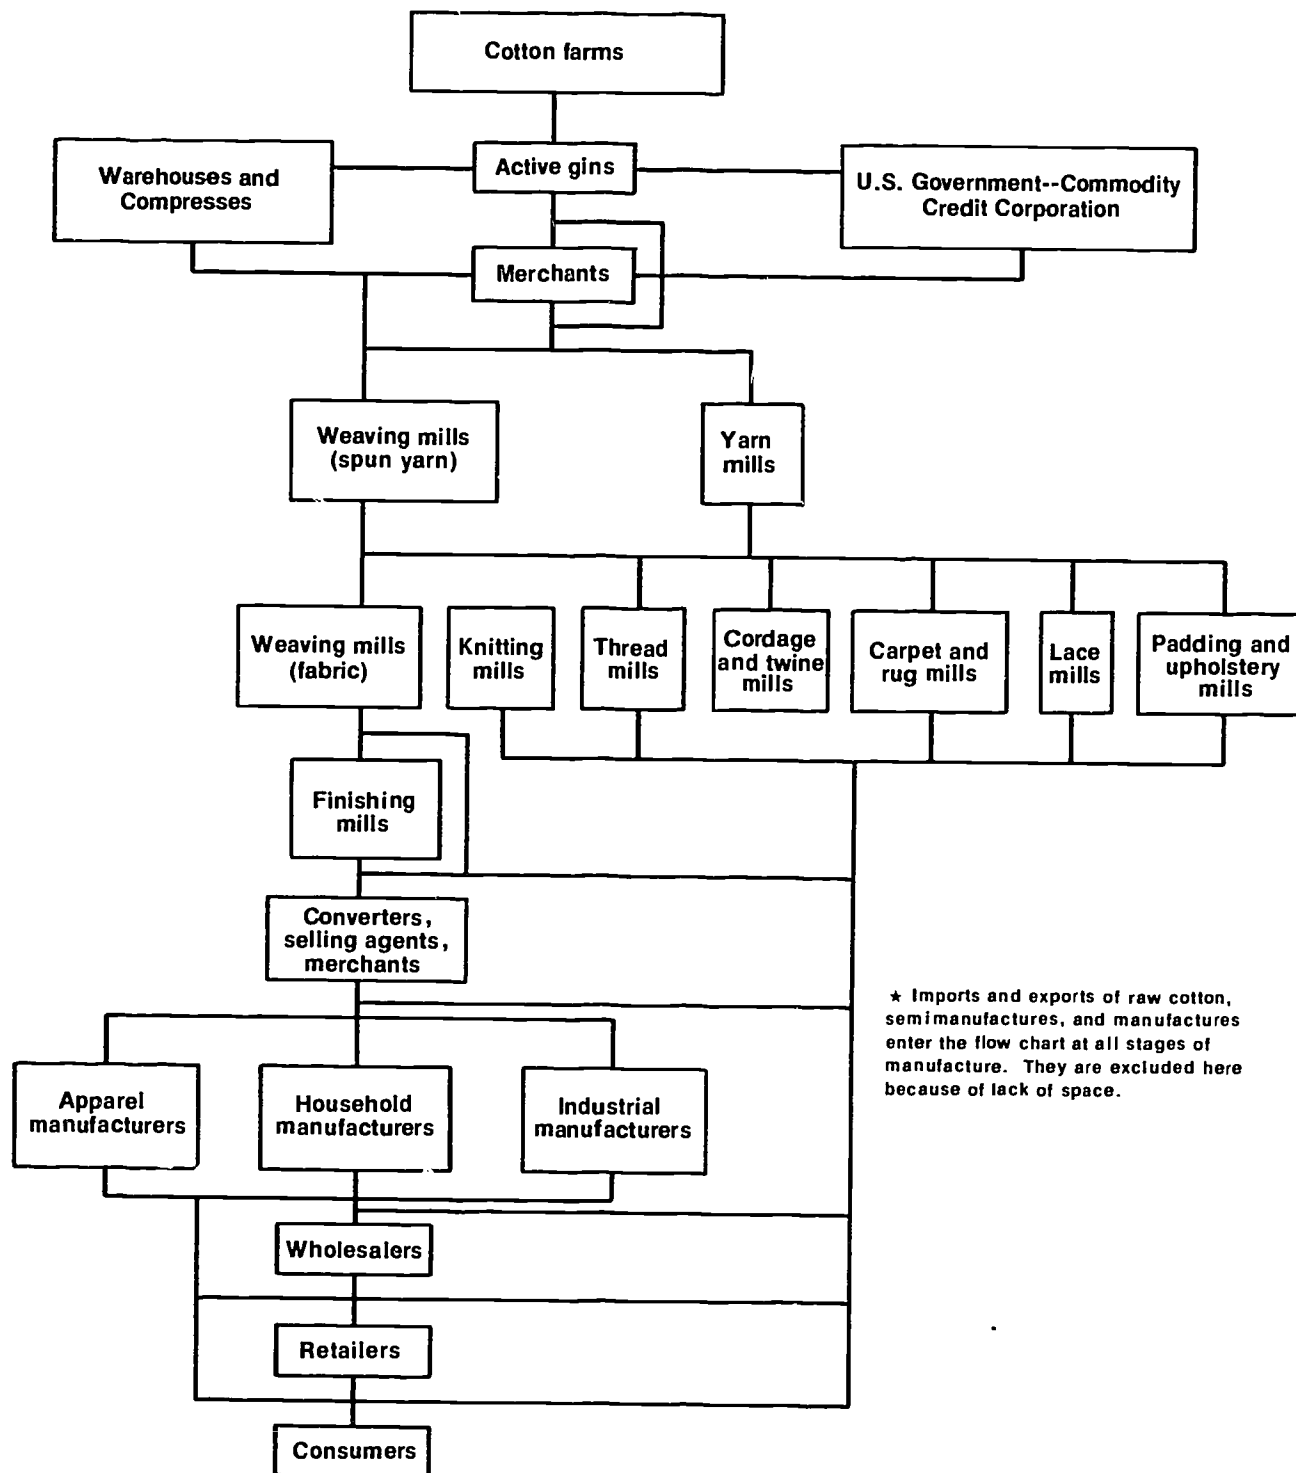 Cotton farms
Warehouses and
Compresses
Active gins
U.S. Government--Commodity
Credit Corporation
Merchants
Weaving mills
(spun yarn)
Yarn
mills
Weaving mills
(fabric)
Knitting
mills
Thread
mills
Cordage
and twine
mills
Carpet and
rug mills
Lace
mills
Padding and
upholstery
mills
Finishing
mills
Converters,
selling agents,
merchants
★ Imports and exports of raw cotton,
semimanufactures, and manufactures
enter the flow chart at all stages of
manufacture. They are excluded here
because of lack of space.
Apparel
manufacturers
Household
manufacturers
Industrial
manufacturers
Wholesalers
Retailers
Consumers